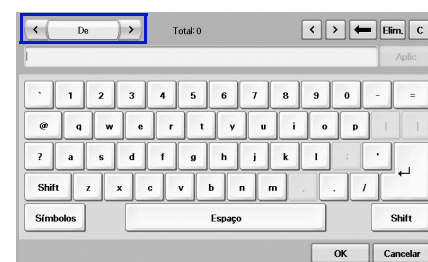 < De > Total: 0 < > Elim. C
Aplic
` 1 2 3 4 5 6 7 8 9 0 - =
@ q w e r t y u i o p [ ]
? a s d f g h j k l ; '
Shift z x c v b n m , . /
Símbolos Espaço Shift
OK Cancelar